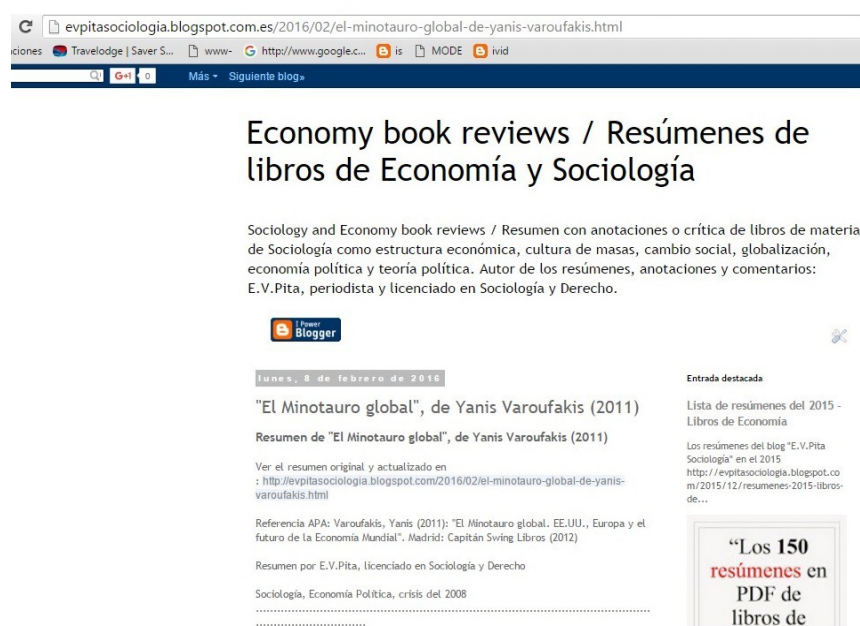 evpitasociologia.blogspot.com.es/2016/02/el-minotauro-global-de-yanis-varoufakis.html
ciones Travelodge | Saver S... www- http://www.google.c... is MODE ivid
G+1 0 Más Siguiente blog»
Economy book reviews / Resúmenes de
libros de Economía y Sociología
Sociology and Economy book reviews / Resumen con anotaciones o crítica de libros de materia
de Sociología como estructura económica, cultura de masas, cambio social, globalización,
economía política y teoría política. Autor de los resúmenes, anotaciones y comentarios:
E.V.Pita, periodista y licenciado en Sociología y Derecho.
I Power
Blogger
lunes, 8 de febrero de 2016
"El Minotauro global", de Yanis Varoufakis (2011)
Resumen de "El Minotauro global", de Yanis Varoufakis (2011)
Ver el resumen original y actualizado en
: http://evpitasociologia.blogspot.com/2016/02/el-minotauro-global-de-yanis-
varoufakis.html
Referencia APA: Varoufakis, Yanis (2011): "El Minotauro global. EE.UU., Europa y el
futuro de la Economía Mundial". Madrid: Capitán Swing Libros (2012)
Resumen por E.V.Pita, licenciado en Sociología y Derecho
Sociología, Economía Política, crisis del 2008
...................................................................................................
............................
Entrada destacada
Lista de resúmenes del 2015 -
Libros de Economía
Los resúmenes del blog "E.V.Pita
Sociología" en el 2015
http://evpitasociologia.blogspot.co
m/2015/12/resumenes-2015-libros-
de...
“Los 150
resúmenes en
PDF de
libros de